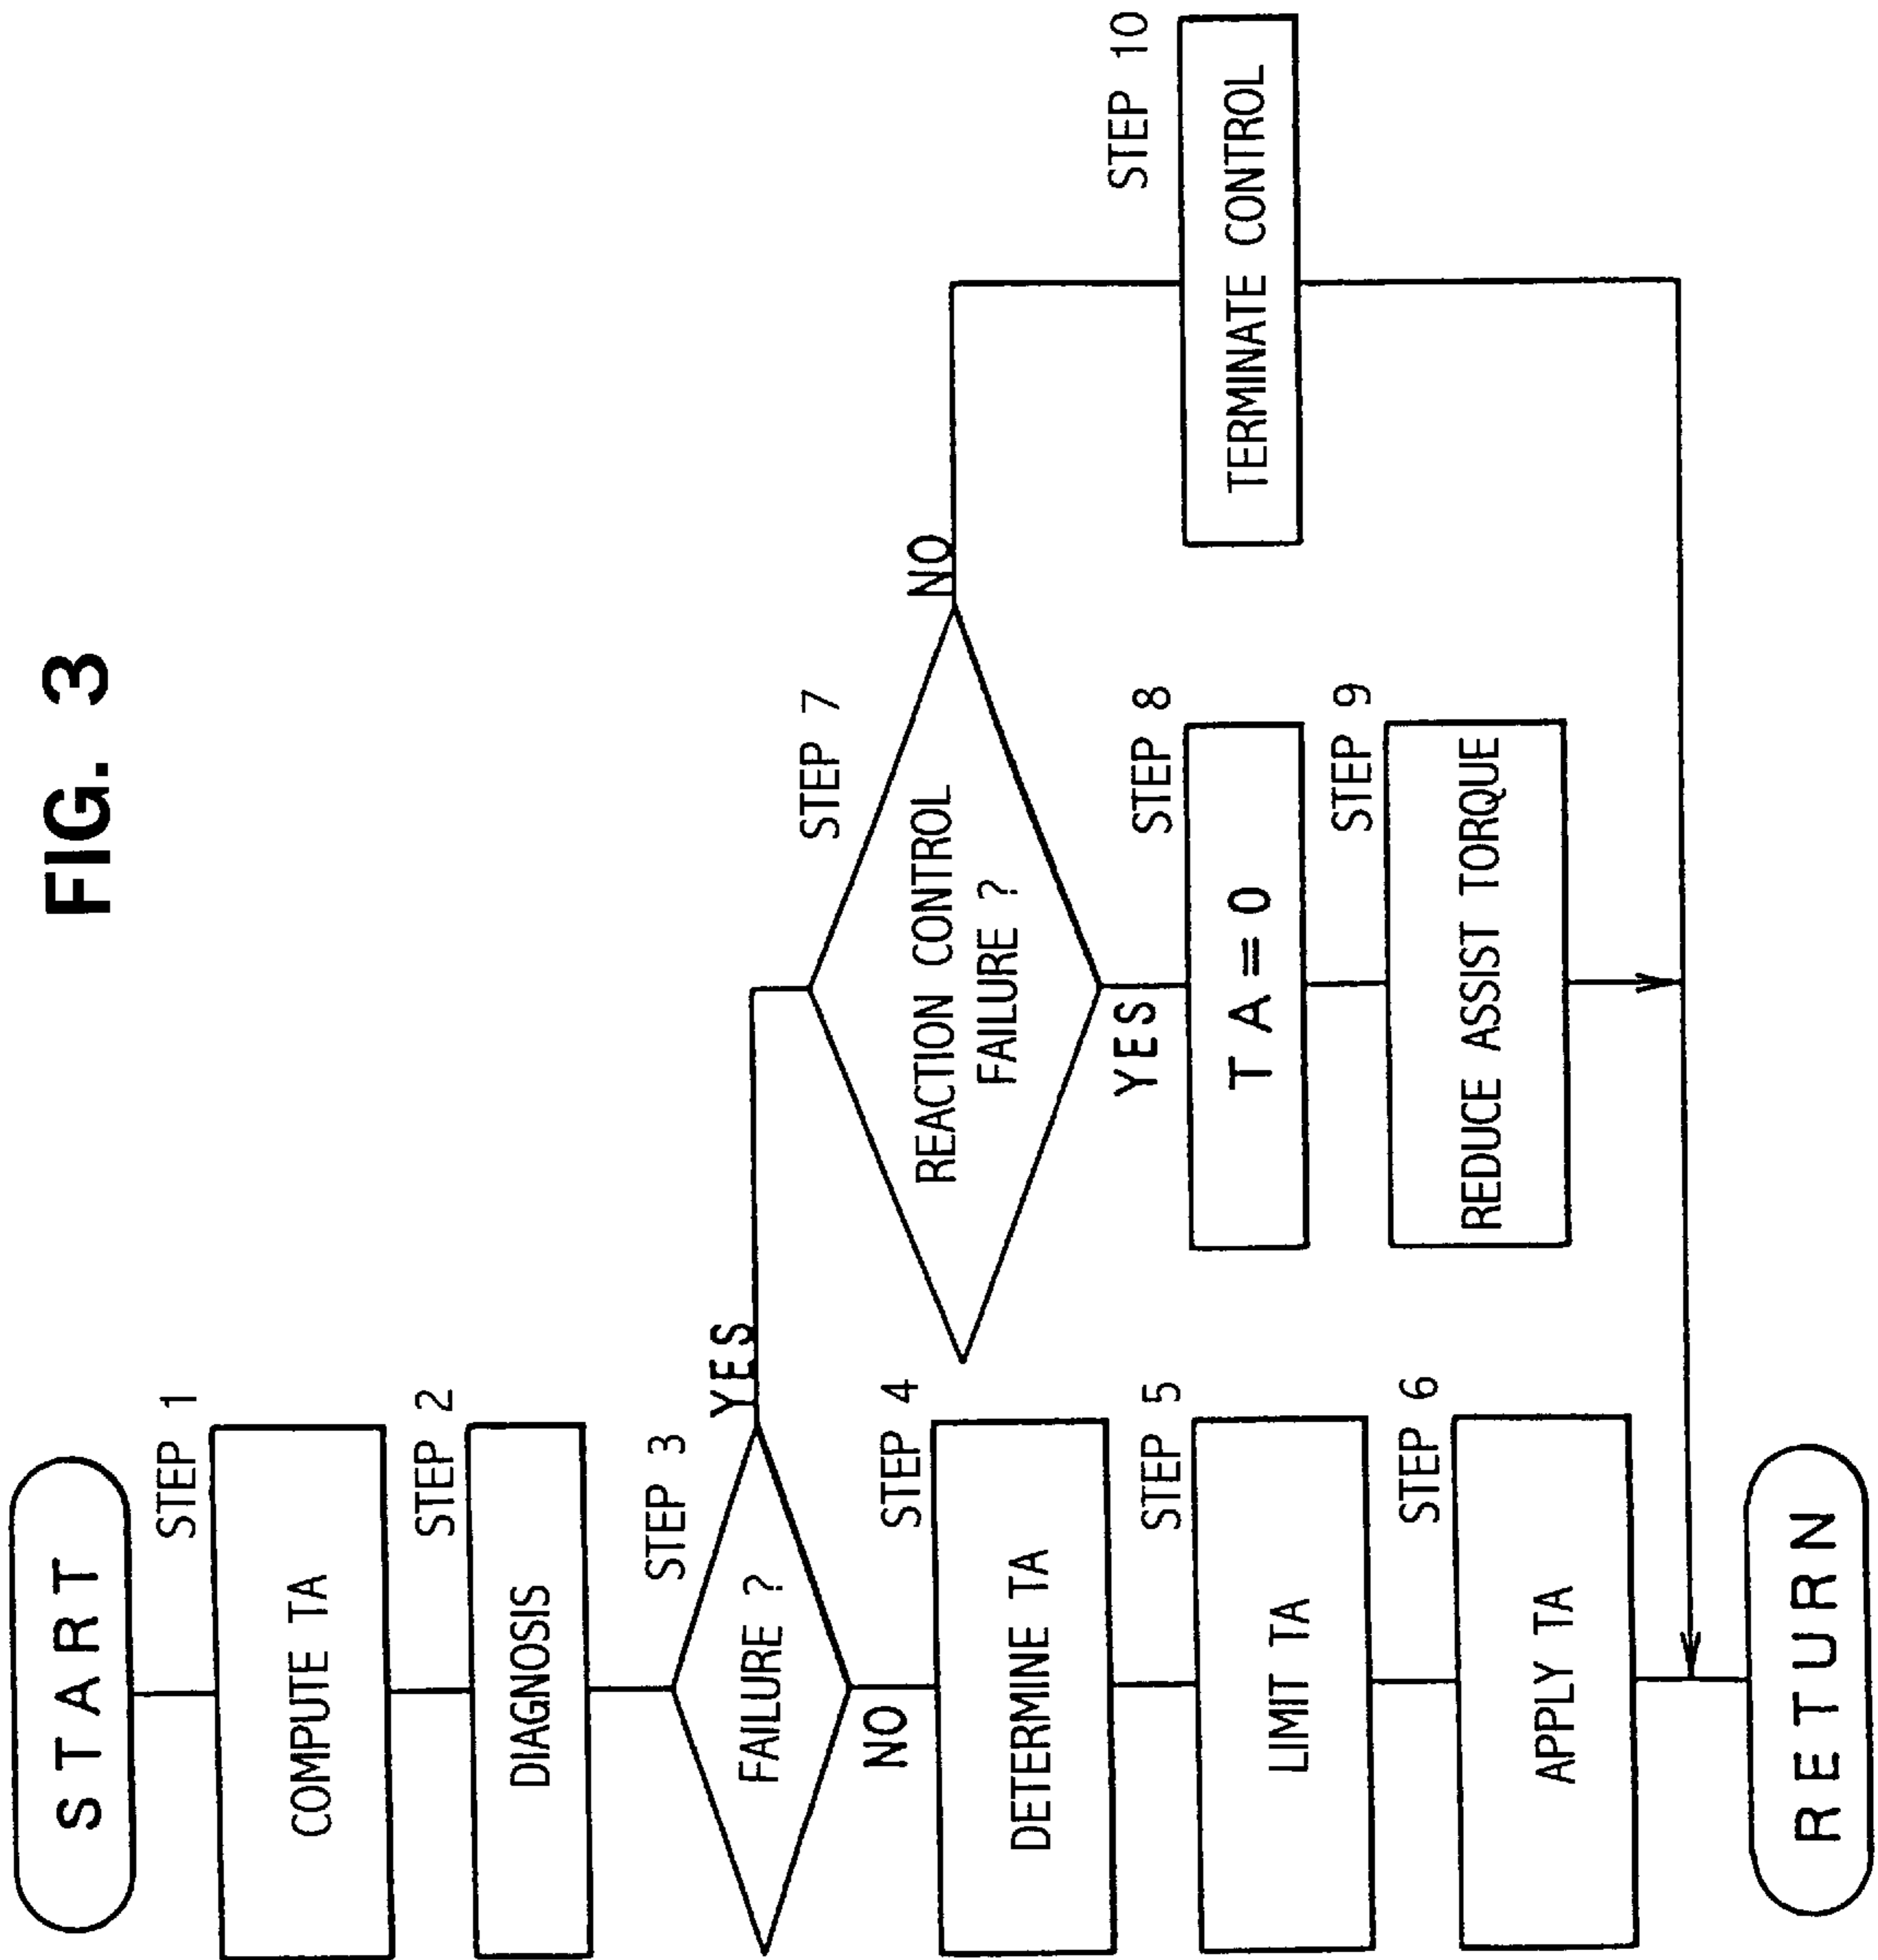 FIG. 3
START
STEP 1
COMPUTE TA
STEP 2
DIAGNOSIS
STEP 3
FAILURE ?
YES
NO
STEP 4
DETERMINE TA
STEP 5
LIMIT TA
STEP 6
APPLY TA
RETURN
STEP 7
REACTION CONTROL
FAILURE ?
NO
YES
STEP 8
TA = 0
STEP 9
REDUCE ASSIST TORQUE
STEP 10
TERMINATE CONTROL